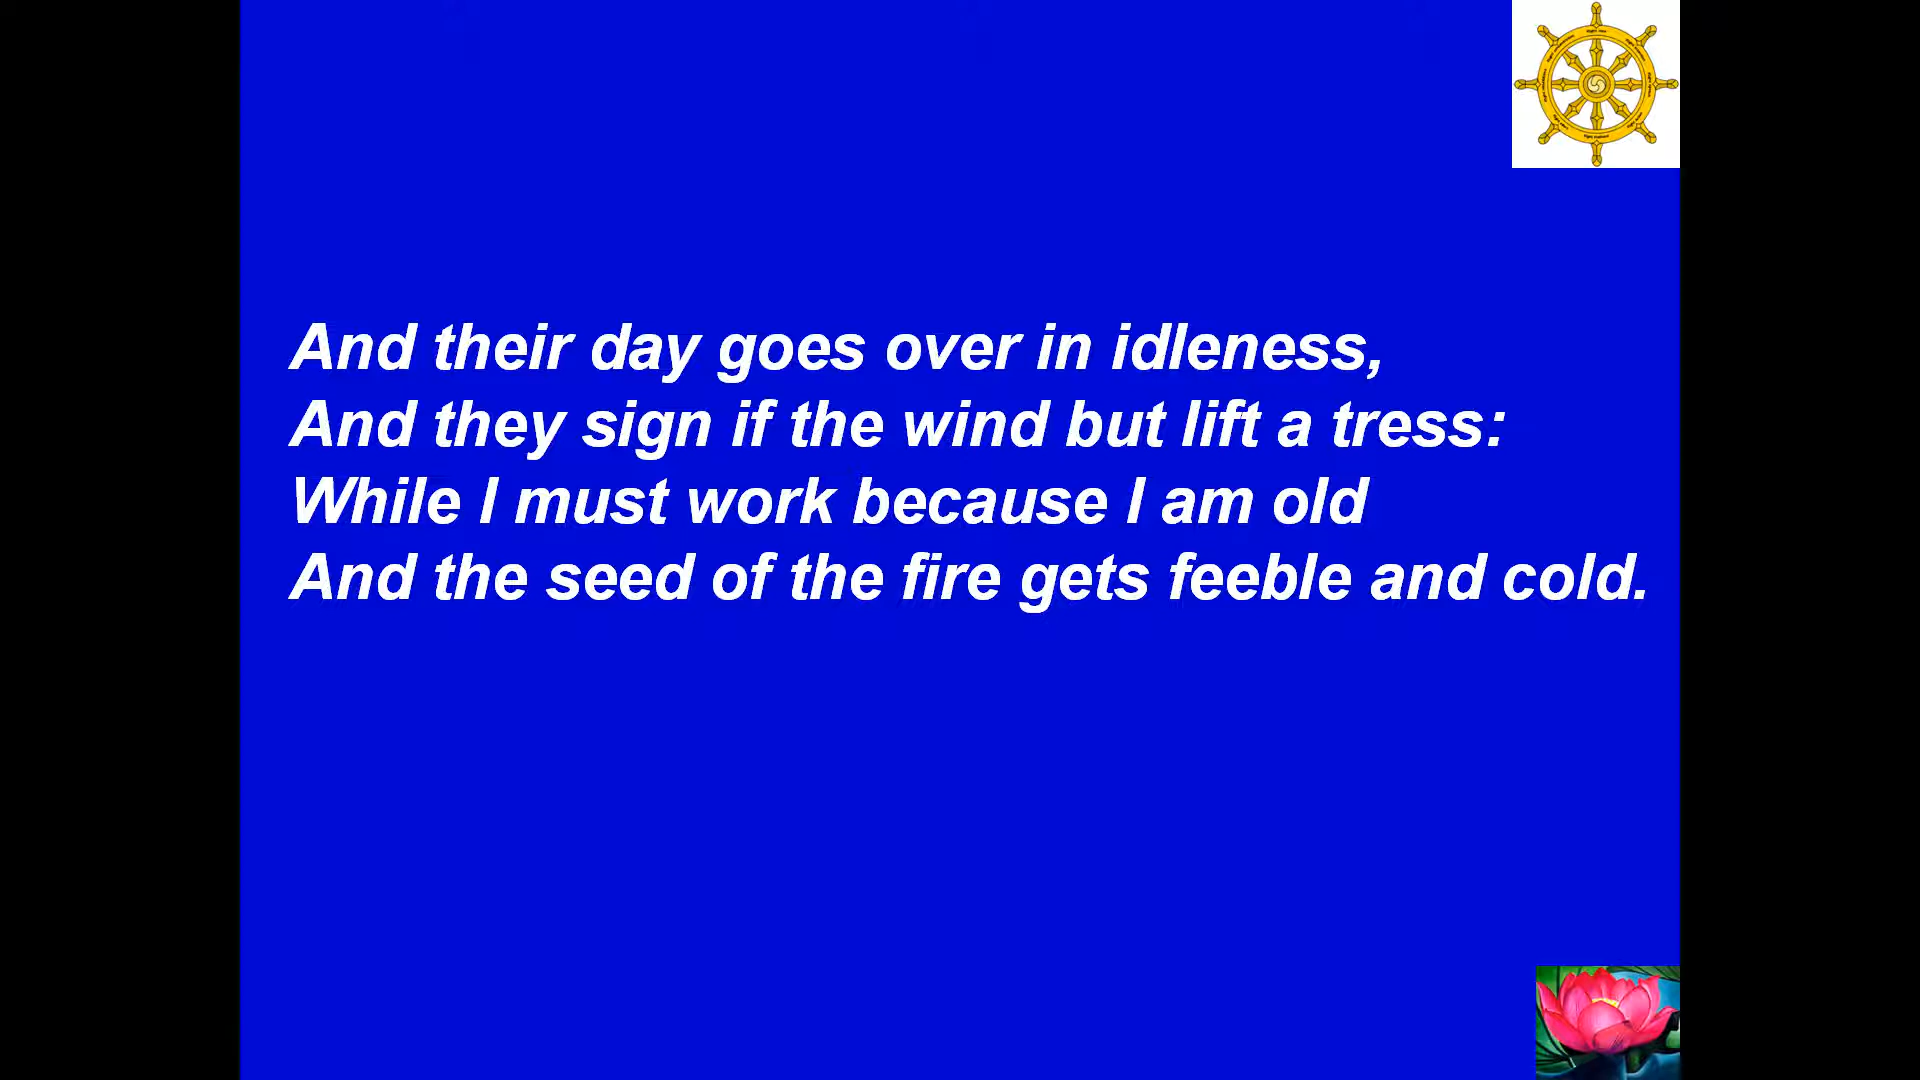 And their day goes over in idleness,
And they sign if the wind but lift a tress:
While I must work because I am old
And the seed of the fire gets feeble and cold.